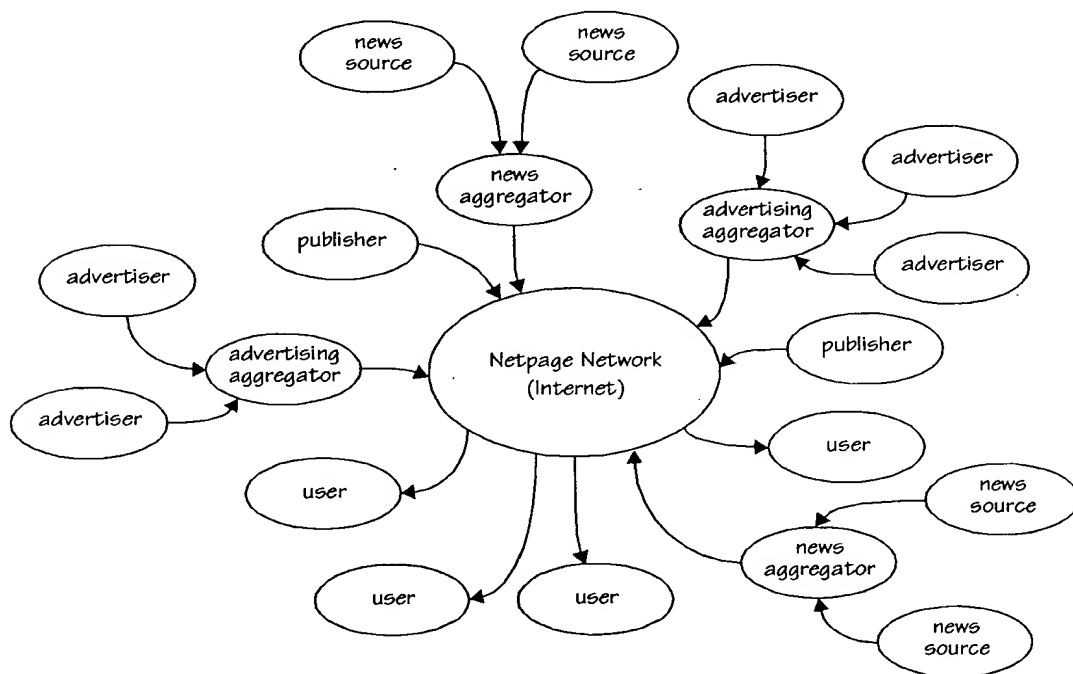 news
source
news
source
advertiser
advertiser
news
aggregator
advertising
aggregator
publisher
advertiser
advertiser
advertising
aggregator
Netpage Network
(Internet)
publisher
advertiser
user
user
news
source
news
aggregator
user
user
news
source